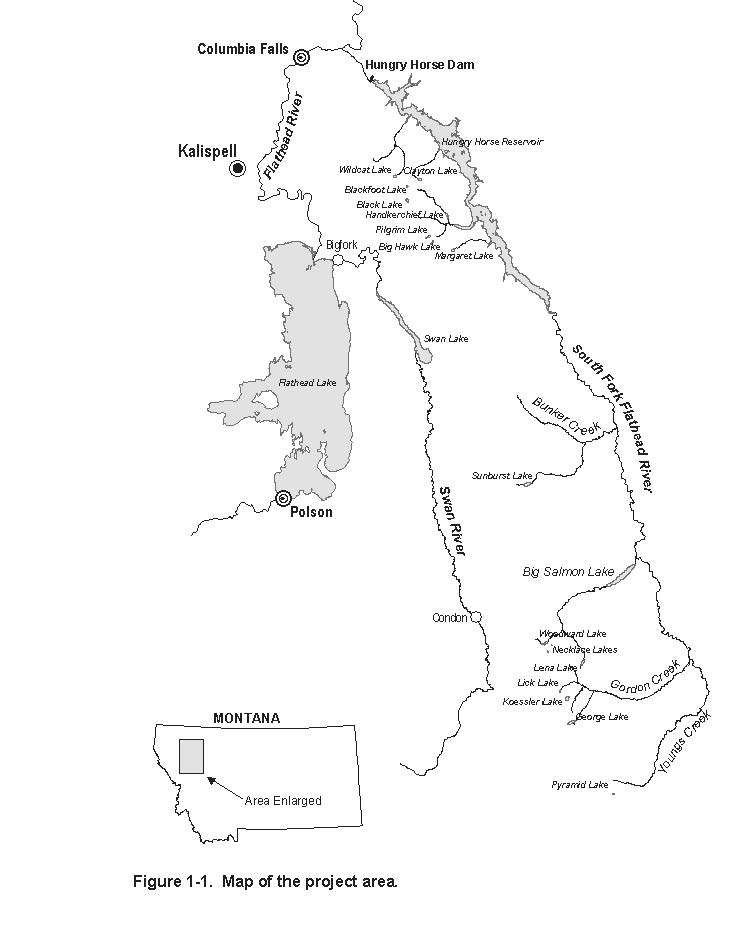 Columbia Falls
Hungry Horse Dam
Flathead River
Hungry Horse Reservoir
Kalispell
Wildcat Lake
Clayton Lake
Blackfoot Lake
Black Lake
Handkerchief Lake
Pilgrim Lake
Bigfork
Big Hawk Lake
Margaret Lake
Swan Lake
South Fork Flathead River
Flathead Lake
Bunker Creek
Sunburst Lake
Swan River
Polson
Big Salmon Lake
Condon
Woodward Lake
Necklace Lakes
Lena Lake
Lick Lake
Gordon Creek
Koessler Lake
George Lake
Youngs Creek
Pyramid Lake
MONTANA
Area Enlarged
Figure 1-1. Map of the project area.